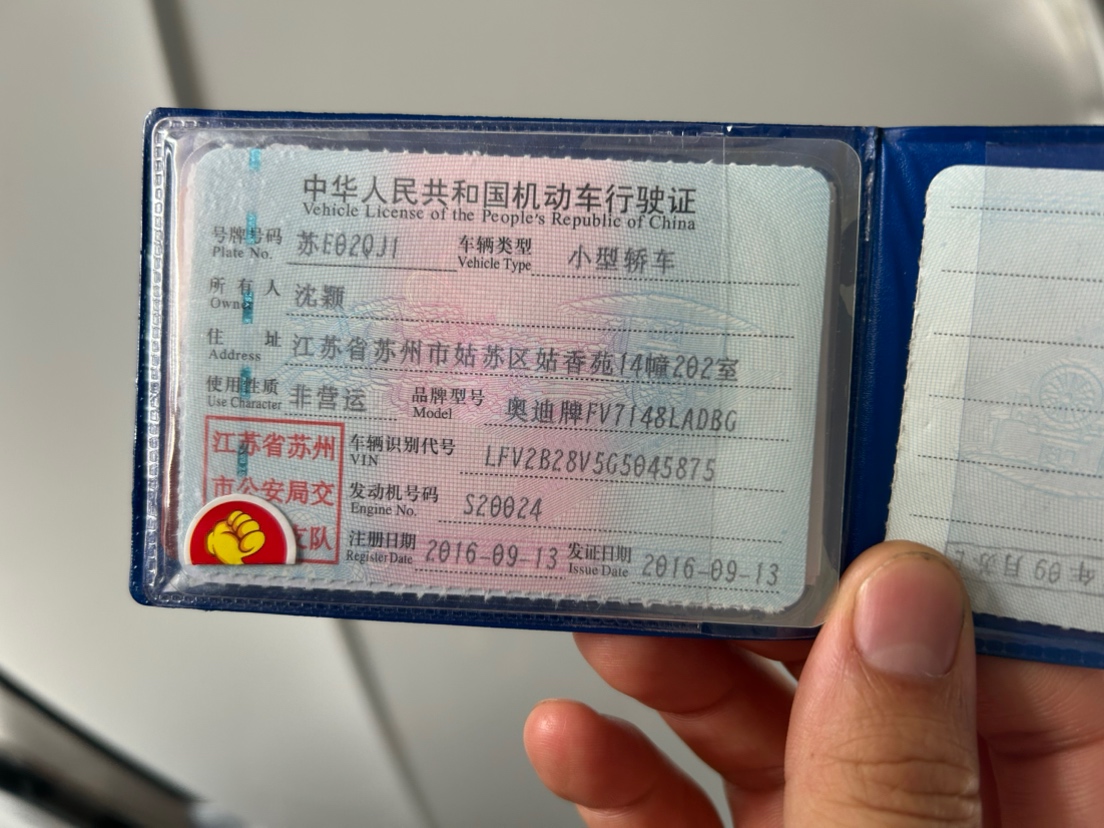 中华人民共和国机动车行驶证
Vehicle License of the People's Republic of China
号牌号码 苏E02QJ1 车辆类型 小型轿车
Plate No. Vehicle Type
所有人 沈颖
Owner
住址 江苏省苏州市姑苏区姑香苑14幢202室
Address
使用性质 非营运 品牌型号 奥迪牌FV7148LADBG
Use Character Model
江苏省苏州 车辆识别代号 LFV2B28V5G5045875
VIN
市公安局交 发动机号码 S20024
Engine No.
支队 注册日期 2016-09-13 发证日期 2016-09-13
Register Date Issue Date